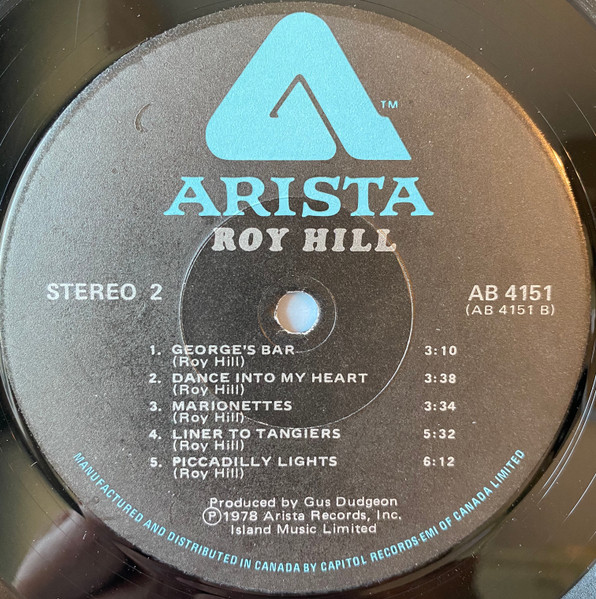 TM
ARISTA
ROY HILL
STEREO 2
AB 4151
(AB 4151 B)
1. GEORGE'S BAR 3:10
(Roy Hill)
2. DANCE INTO MY HEART 3:38
(Roy Hill)
3. MARIONETTES 3:34
(Roy Hill)
4. LINER TO TANGIERS 5:32
(Roy Hill)
5. PICCADILLY LIGHTS 6:12
(Roy Hill)
Produced by Gus Dudgeon
Ⓟ1978 Arista Records, Inc.
Island Music Limited
MANUFACTURED AND DISTRIBUTED IN CANADA BY CAPITOL RECORDS-EMI OF CANADA LIMITED